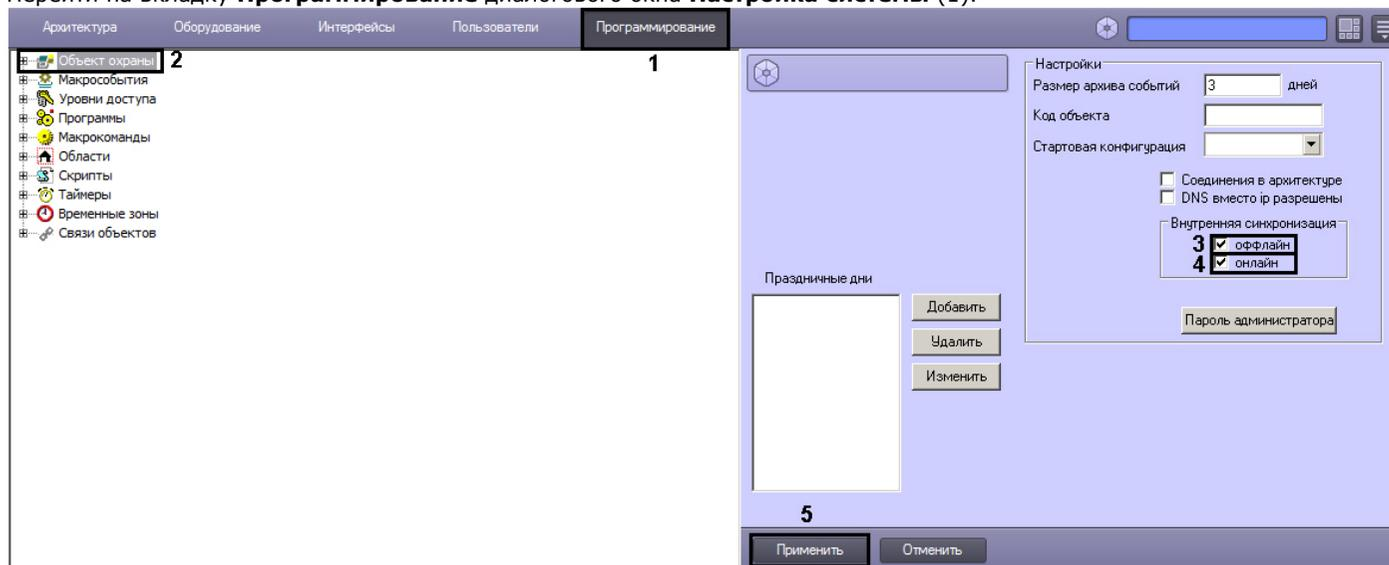 Перейти на вкладку Программирование диалогового окна Настройка системы (1).
Архитектура Оборудование Интерфейсы Пользователи Программирование
1
Объект охраны 2
Макрособытия
Уровни доступа
Программы
Макрокоманды
Области
Скрипты
Таймеры
Временные зоны
Связи объектов
Настройки
Размер архива событий 3 дней
Код объекта
Стартовая конфигурация
Соединения в архитектуре
DNS вместо ip разрешены
Внутренняя синхронизация
3 оффлайн
4 онлайн
Пароль администратора
Праздничные дни
Добавить
Удалить
Изменить
5
Применить Отменить